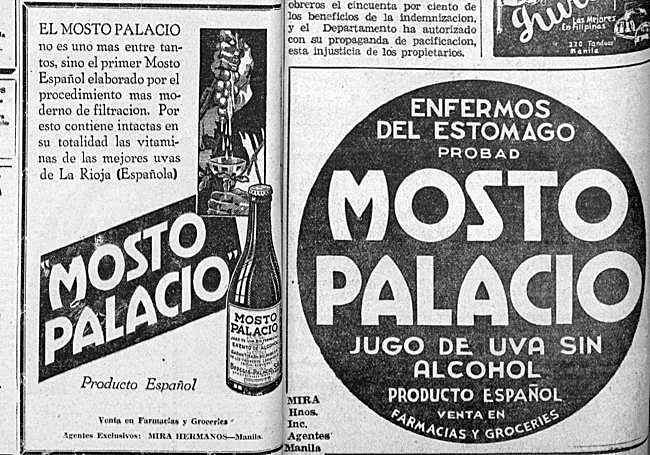 EL MOSTO PALACIO
no es uno mas entre tan-
tos, sino el primer Mosto
Español elaborado por el
procedimiento mas mo-
derno de filtracion. Por
esto contiene intactas en
su totalidad las vitami-
nas de las mejores uvas
de La Rioja (Española)
"MOSTO
PALACIO"
MOSTO
PALACIO
EXENTO DE ALCOHOL
Producto Español
Venta en Farmacias y Groceries
Agentes Exclusivos: MIRA HERMANOS—Manila.
obreros el cincuenta por ciento de
los beneficios de la indemnizacion,
y el Departamento ha autorizado
con su propaganda de pacificacion,
esta injusticia de los propietarios.
Las Mejores
En Filipinas
220 Tanduay
Manila
ENFERMOS
DEL ESTOMAGO
PROBAD
MOSTO
PALACIO
JUGO DE UVA SIN
ALCOHOL
PRODUCTO ESPAÑOL
VENTA EN
FARMACIAS Y GROCERIES
MIRA
Hnos.
Inc.
Agentes
Manila